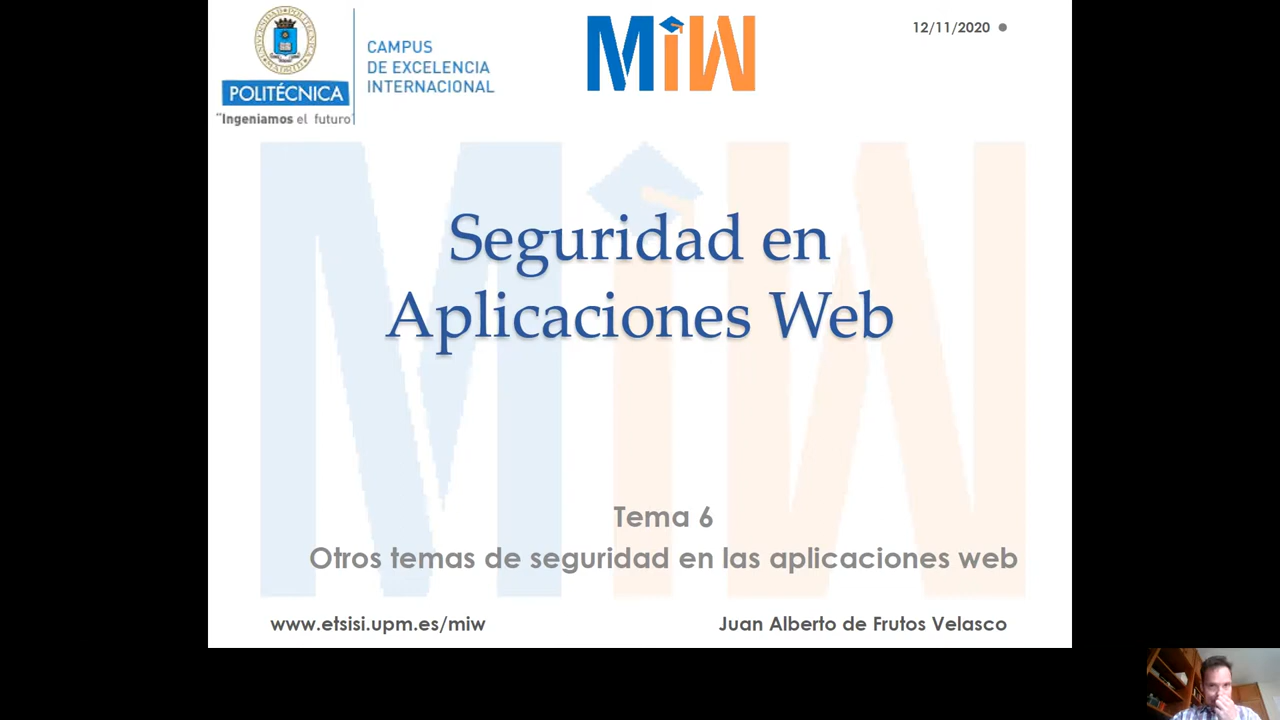 CAMPUS
DE EXCELENCIA
INTERNACIONAL
POLITÉCNICA
"Ingeniamos el futuro"
MiW
12/11/2020
Seguridad en
Aplicaciones Web
Tema 6
Otros temas de seguridad en las aplicaciones web
www.etsisi.upm.es/miw
Juan Alberto de Frutos Velasco